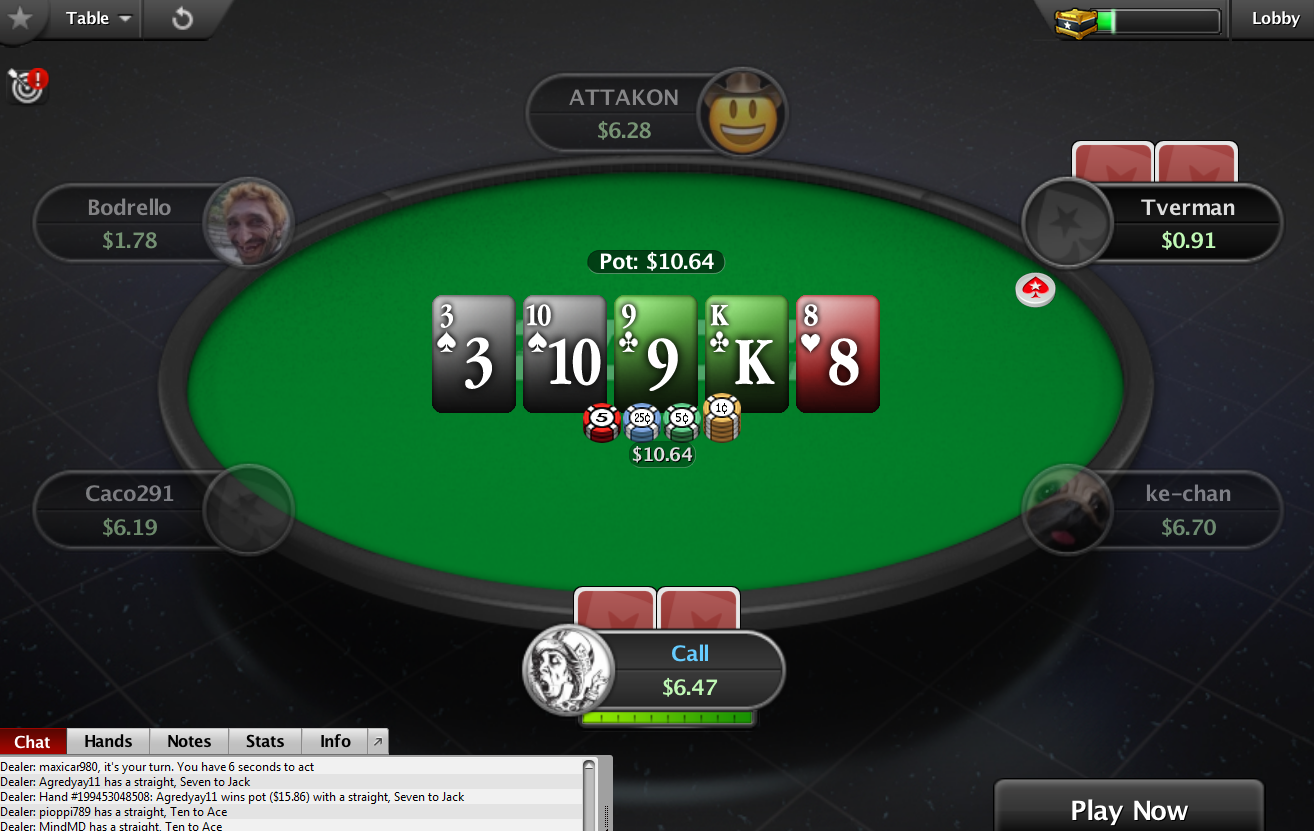 Table
Lobby
ATTAKON
$6.28
Bodrello
$1.78
Tverman
$0.91
Pot: $10.64
3 10 9 K 8
3 10 9 K 8
5 25¢ 5¢ 1¢
$10.64
Caco291
$6.19
ke-chan
$6.70
Call
$6.47
Chat Hands Notes Stats Info
Dealer: maxicar980, it's your turn. You have 6 seconds to act
Dealer: Agredyay11 has a straight, Seven to Jack
Dealer: Hand #199453048508: Agredyay11 wins pot ($15.86) with a straight, Seven to Jack
Dealer: pioppi789 has a straight, Ten to Ace
Dealer: MindMD has a straight, Ten to Ace
Play Now